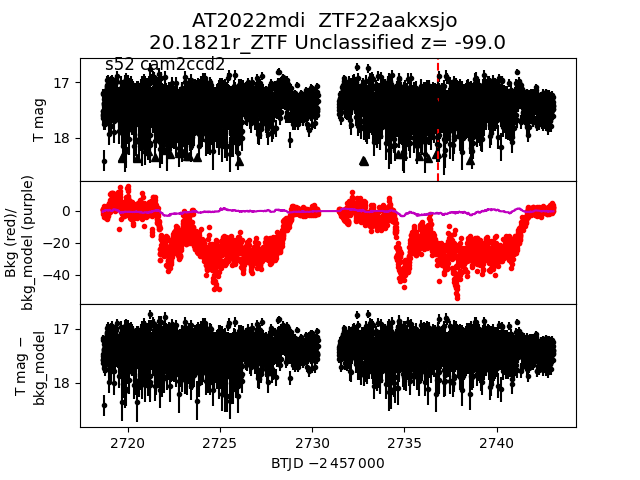 AT2022mdi  ZTF22aakxsjo
20.1821r_ZTF Unclassified z= -99.0
s52 cam2ccd2
17
18
T mag
0
−20
−40
Bkg (red)/
bkg_model (purple)
17
18
T mag −
bkg_model
2720 2725 2730 2735 2740
BTJD −2 457 000